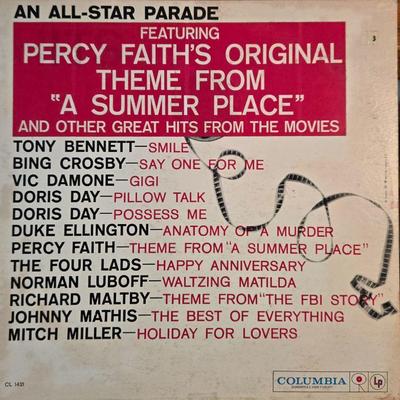 AN ALL-STAR PARADE
FEATURING
PERCY FAITH'S ORIGINAL
THEME FROM
"A SUMMER PLACE"
AND OTHER GREAT HITS FROM THE MOVIES
TONY BENNETT—SMILE
BING CROSBY—SAY ONE FOR ME
VIC DAMONE—GIGI
DORIS DAY—PILLOW TALK
DORIS DAY—POSSESS ME
DUKE ELLINGTON—ANATOMY OF A MURDER
PERCY FAITH—THEME FROM "A SUMMER PLACE"
THE FOUR LADS—HAPPY ANNIVERSARY
NORMAN LUBOFF—WALTZING MATILDA
RICHARD MALTBY—THEME FROM "THE FBI STORY"
JOHNNY MATHIS—THE BEST OF EVERYTHING
MITCH MILLER—HOLIDAY FOR LOVERS
CL 1421
COLUMBIA
Lp